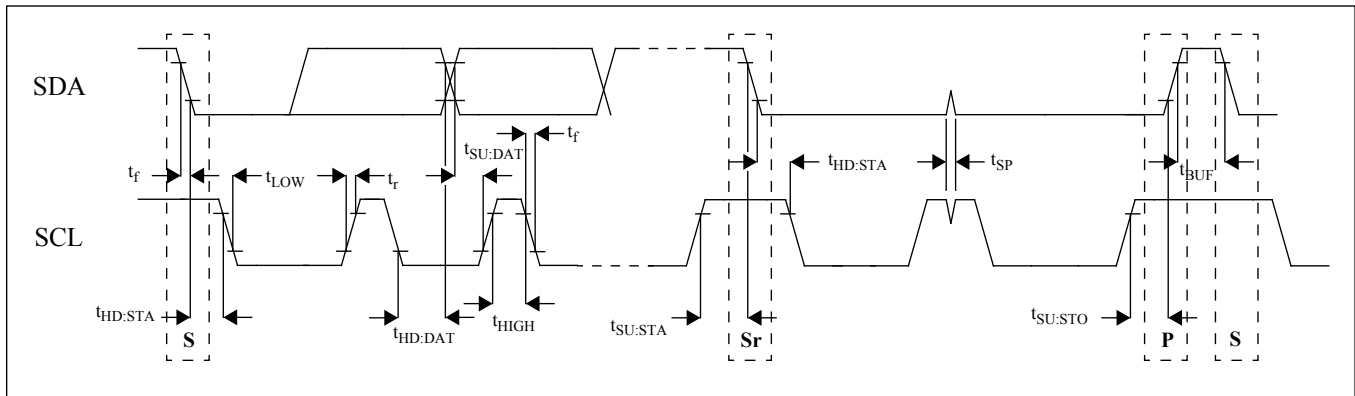 SDA
t_f
t_SU:DAT
t_HD:STA
t_SP
t_f
t_LOW
t_r
t_BUF
SCL
t_HD:STA
t_HD:DAT
t_HIGH
t_SU:STA
t_SU:STO
S
Sr
P
S